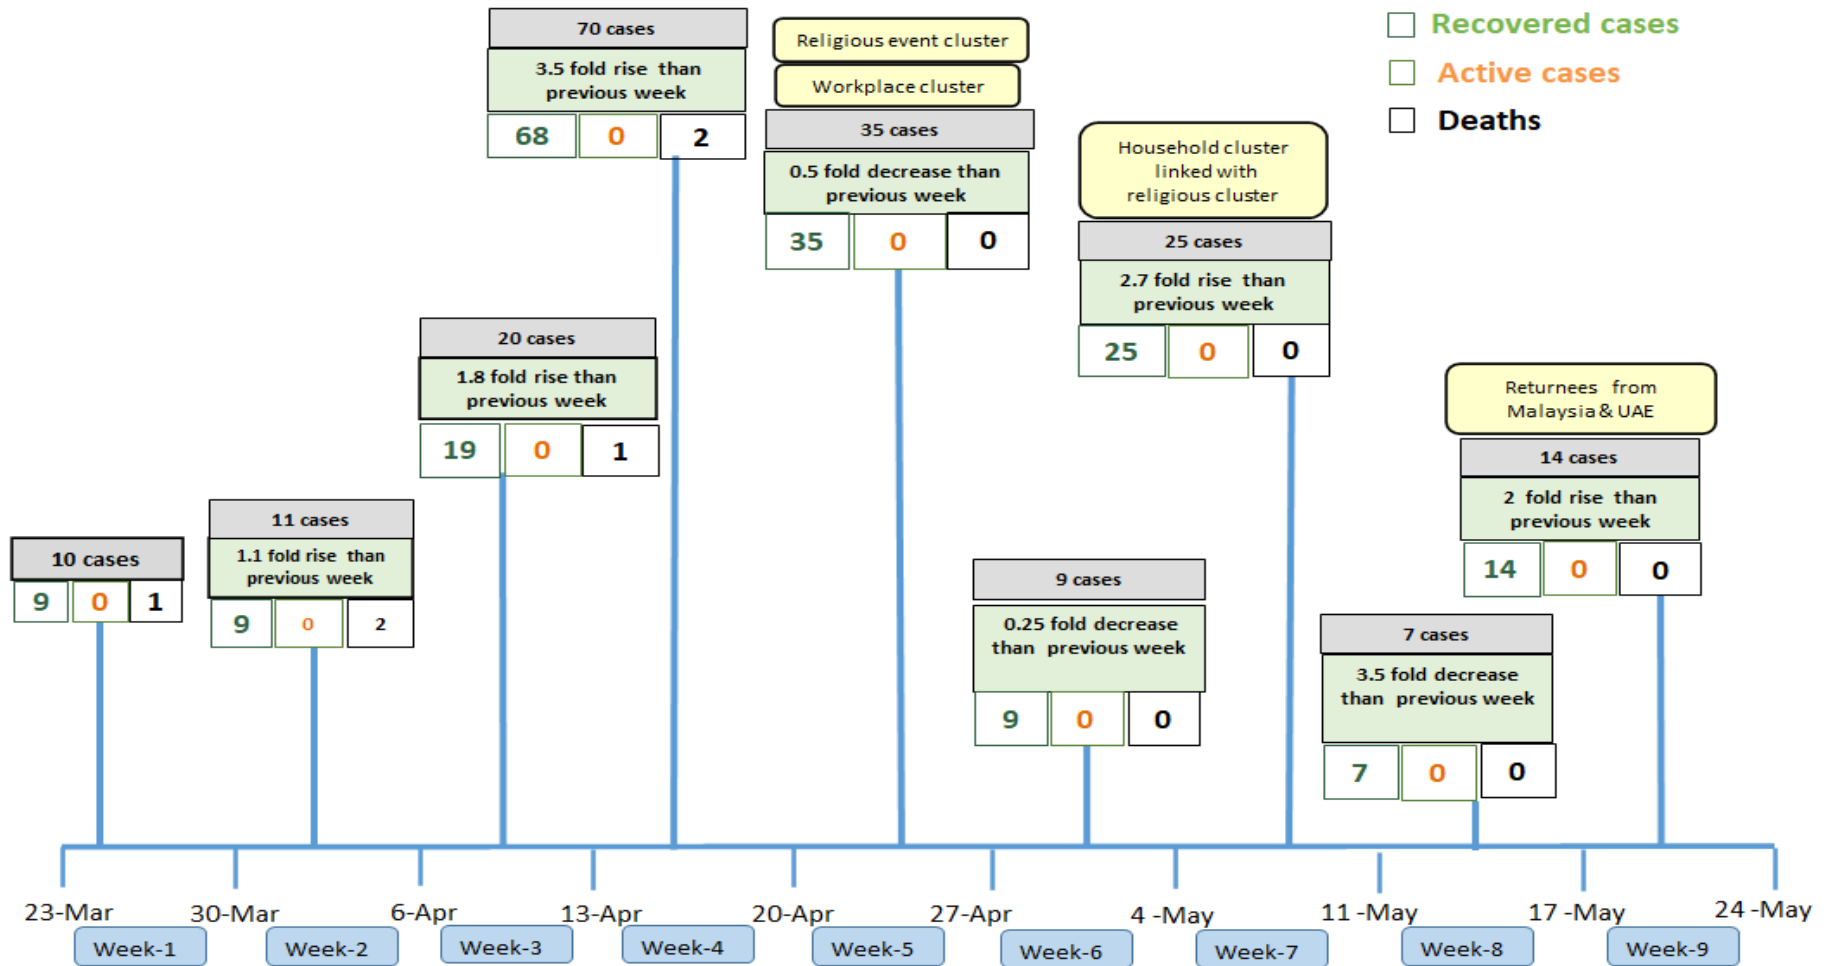 70 cases
3.5 fold rise than
previous week
68 0 2
Religious event cluster
Workplace cluster
35 cases
0.5 fold decrease than
previous week
35 0 0
Recovered cases
Active cases
Deaths
Household cluster
linked with
religious cluster
25 cases
2.7 fold rise than
previous week
25 0 0
20 cases
1.8 fold rise than
previous week
19 0 1
Returnees from
Malaysia & UAE
14 cases
2 fold rise than
previous week
14 0 0
10 cases
9 0 1
11 cases
1.1 fold rise than
previous week
9 0 2
9 cases
0.25 fold decrease
than previous week
9 0 0
7 cases
3.5 fold decrease
than previous week
7 0 0
23-Mar 30-Mar 6-Apr 13-Apr 20-Apr 27-Apr 4 -May 11 -May 17 -May 24 -May
Week-1 Week-2 Week-3 Week-4 Week-5 Week-6 Week-7 Week-8 Week-9